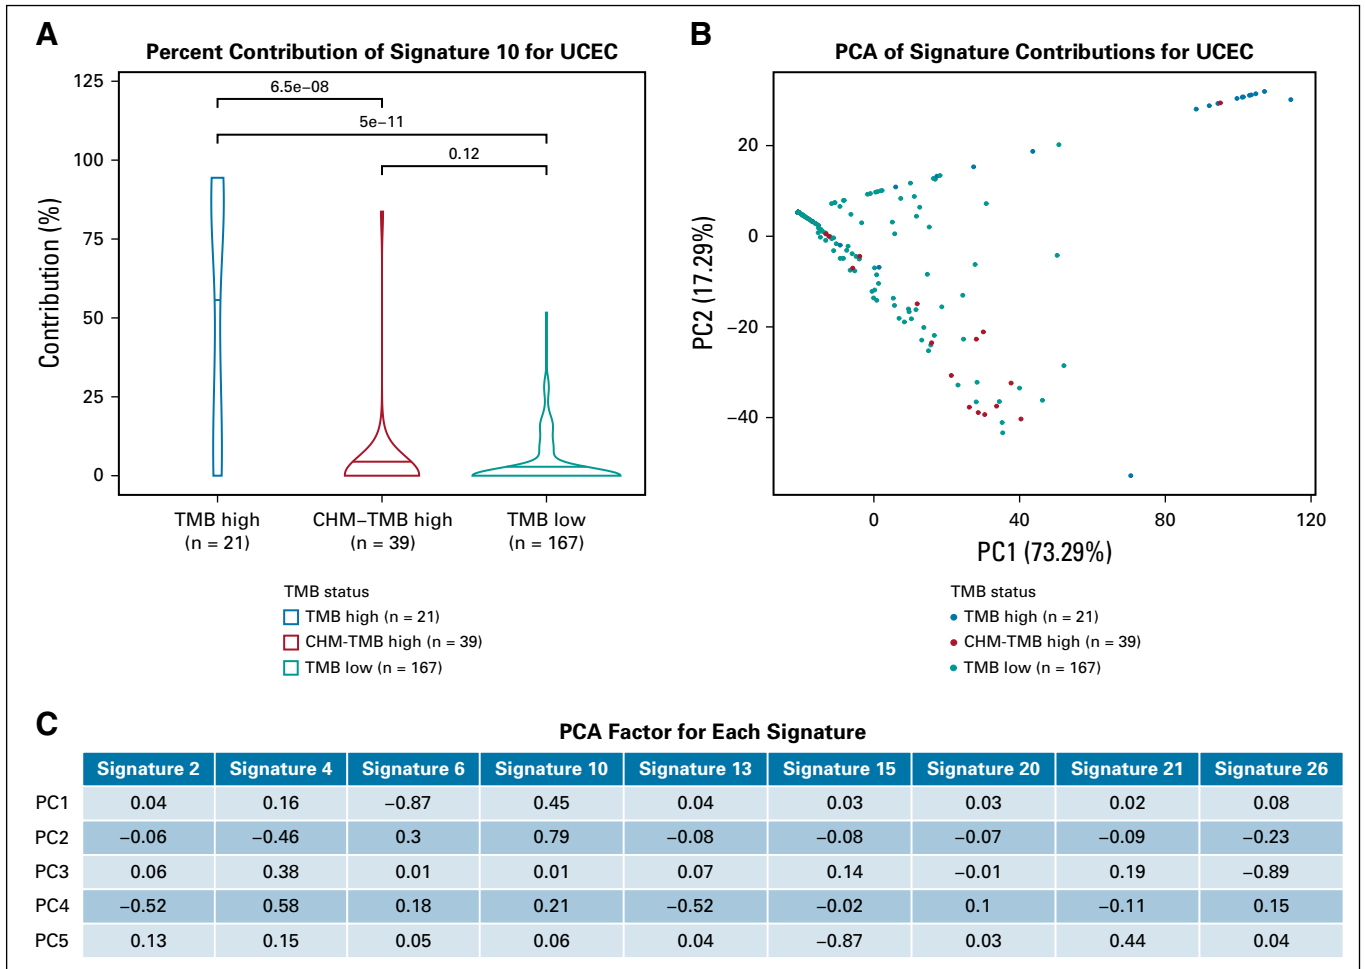 A
Percent Contribution of Signature 10 for UCEC
Contribution (%)
125
100
75
50
25
0
6.5e−08
5e−11
0.12
TMB high
(n = 21)
CHM–TMB high
(n = 39)
TMB low
(n = 167)
TMB status
TMB high (n = 21)
CHM-TMB high (n = 39)
TMB low (n = 167)
B
PCA of Signature Contributions for UCEC
PC2 (17.29%)
20
0
−20
−40
0 40 80 120
PC1 (73.29%)
TMB status
TMB high (n = 21)
CHM-TMB high (n = 39)
TMB low (n = 167)
C
PCA Factor for Each Signature
Signature 2 Signature 4 Signature 6 Signature 10 Signature 13 Signature 15 Signature 20 Signature 21 Signature 26
PC1 0.04 0.16 −0.87 0.45 0.04 0.03 0.03 0.02 0.08
PC2 −0.06 −0.46 0.3 0.79 −0.08 −0.08 −0.07 −0.09 −0.23
PC3 0.06 0.38 0.01 0.01 0.07 0.14 −0.01 0.19 −0.89
PC4 −0.52 0.58 0.18 0.21 −0.52 −0.02 0.1 −0.11 0.15
PC5 0.13 0.15 0.05 0.06 0.04 −0.87 0.03 0.44 0.04